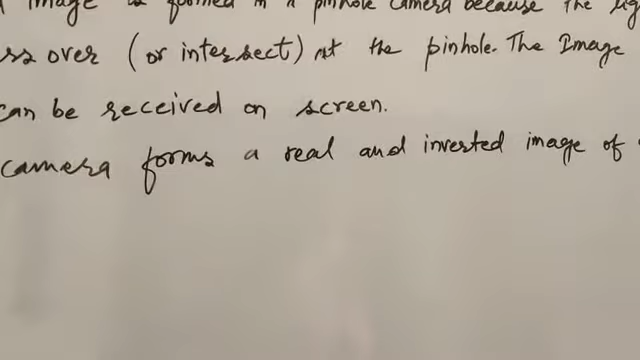 image is formed in a pinhole camera because the
ss over (or intersect) at the pinhole. The Image
can be received on screen.
camera forms a real and inverted image of